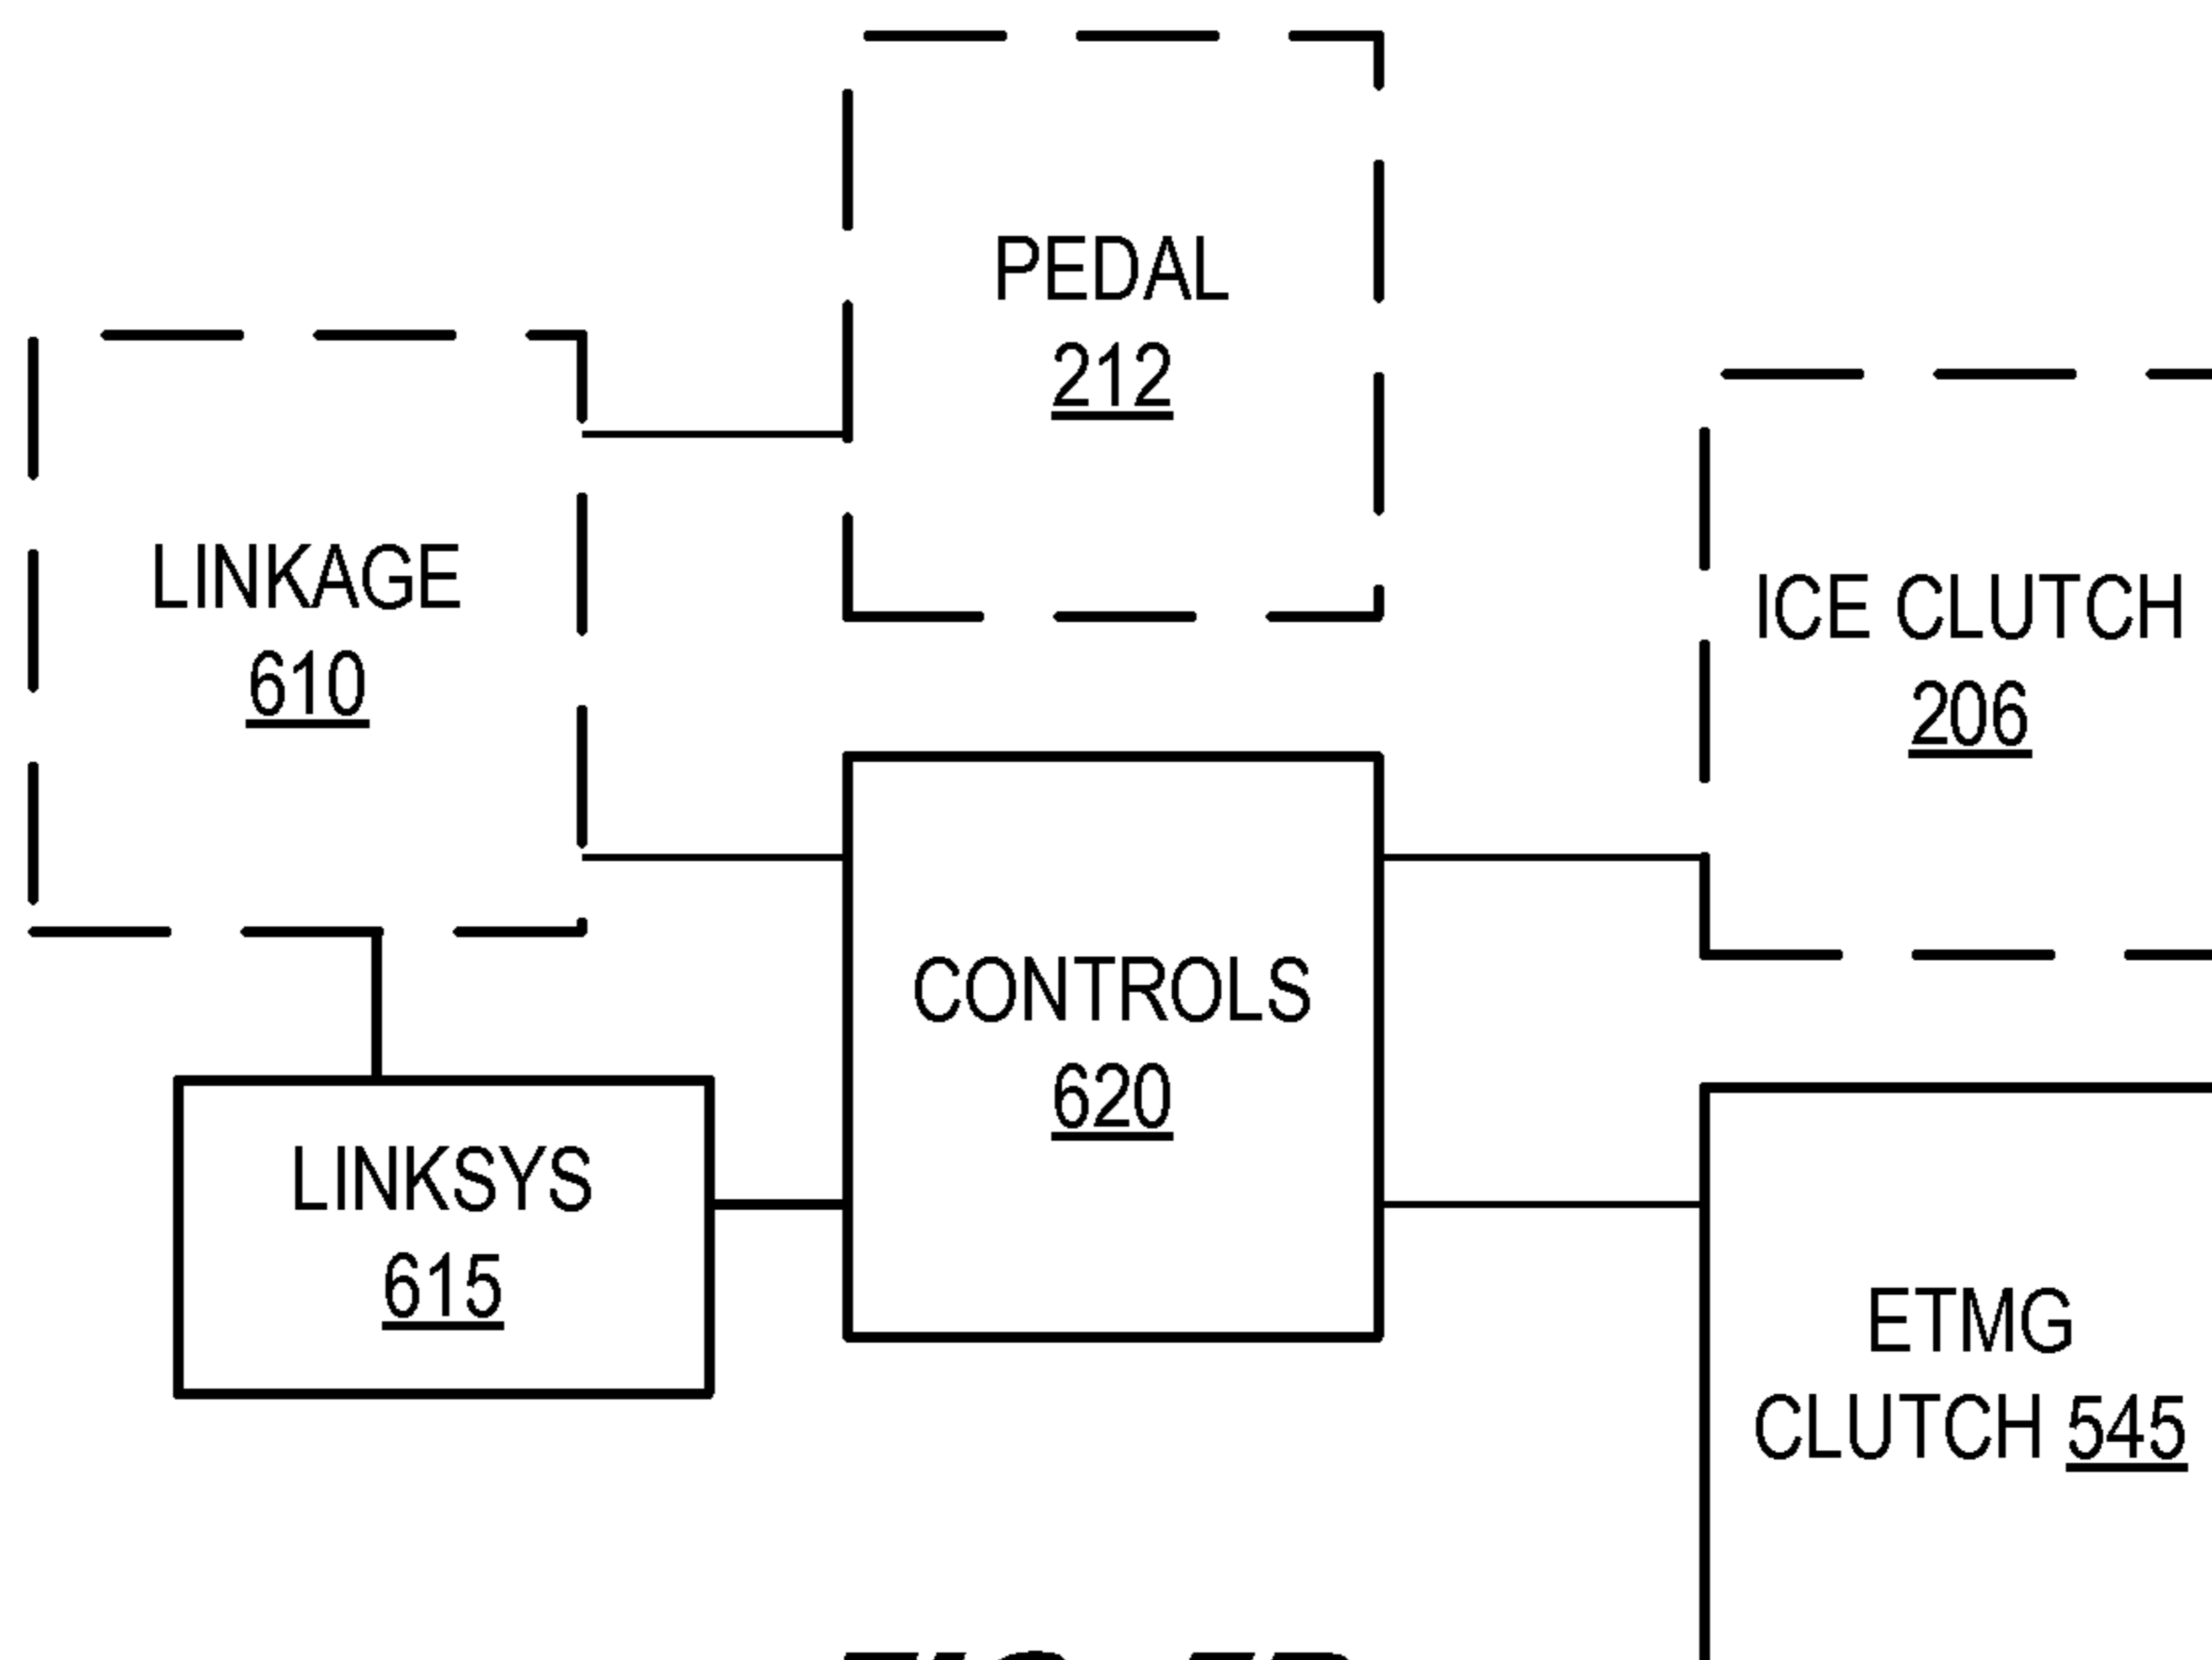 PEDAL
212
LINKAGE
610
ICE CLUTCH
206
CONTROLS
620
LINKSYS
615
ETMG
CLUTCH 545